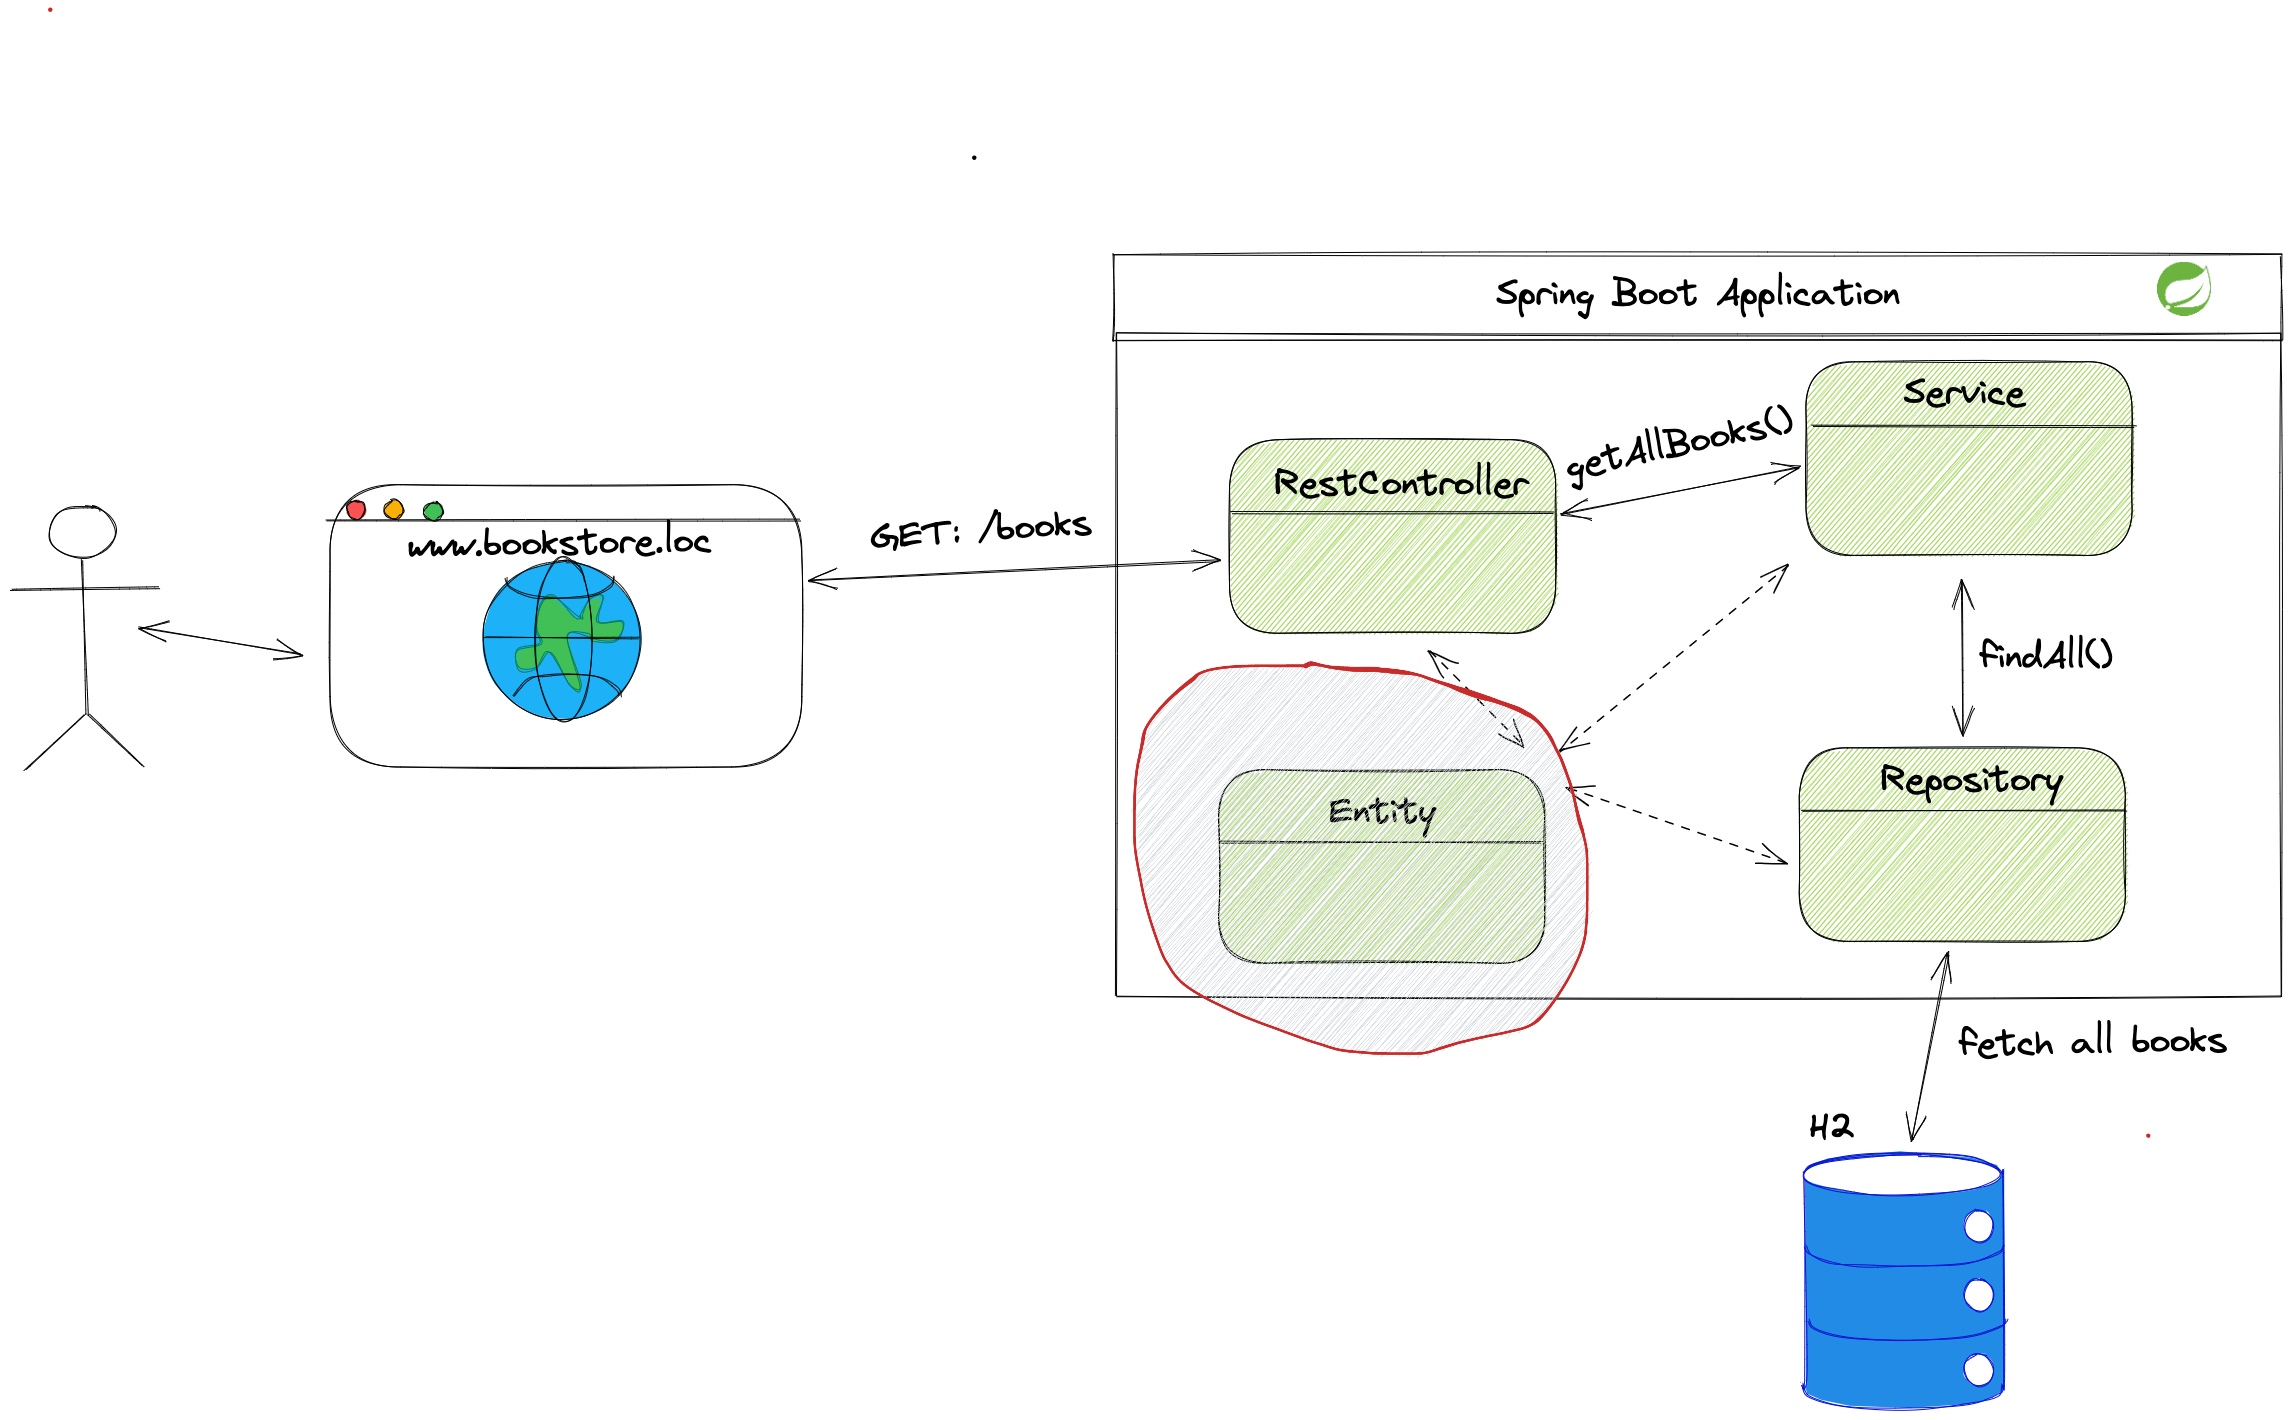 Spring Boot Application
Service
getAllBooks()
RestController
www.bookstore.loc
GET: /books
findAll()
Repository
Entity
fetch all books
H2